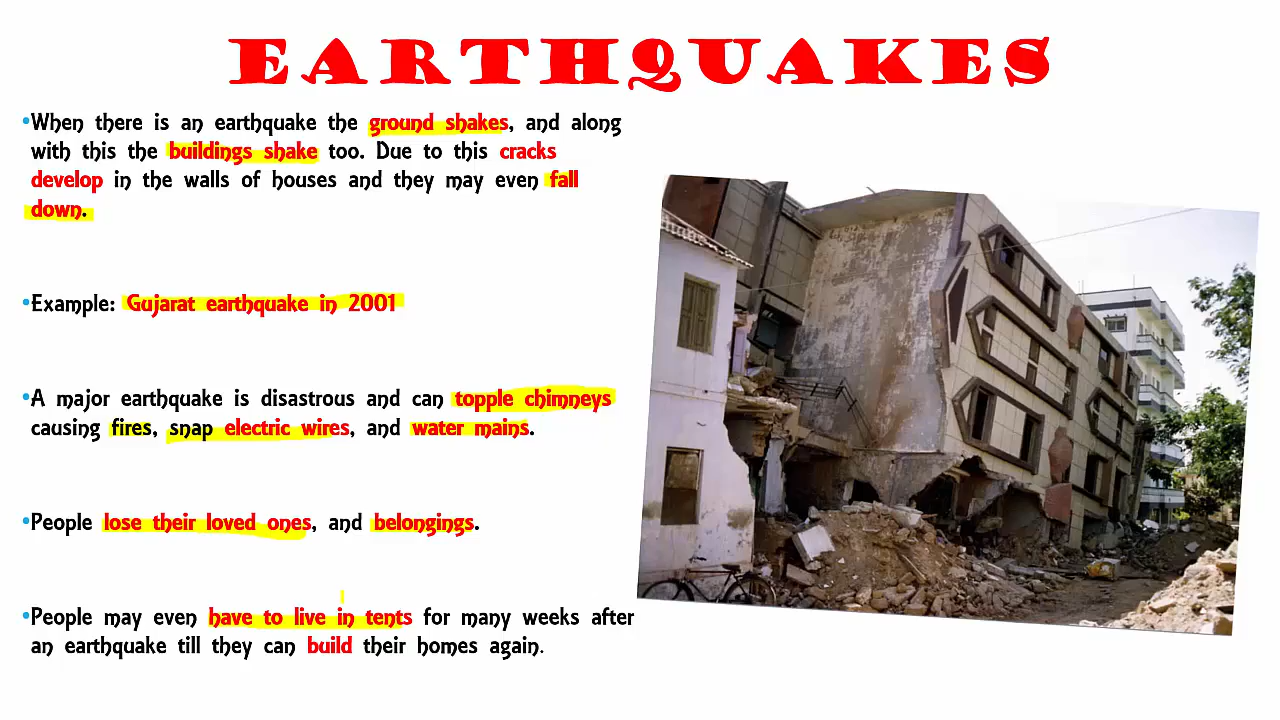 EARTHQUAKES
•When there is an earthquake the ground shakes, and along
with this the buildings shake too. Due to this cracks
develop in the walls of houses and they may even fall
down.
•Example: Gujarat earthquake in 2001
•A major earthquake is disastrous and can topple chimneys
causing fires, snap electric wires, and water mains.
•People lose their loved ones, and belongings.
•People may even have to live in tents for many weeks after
an earthquake till they can build their homes again.